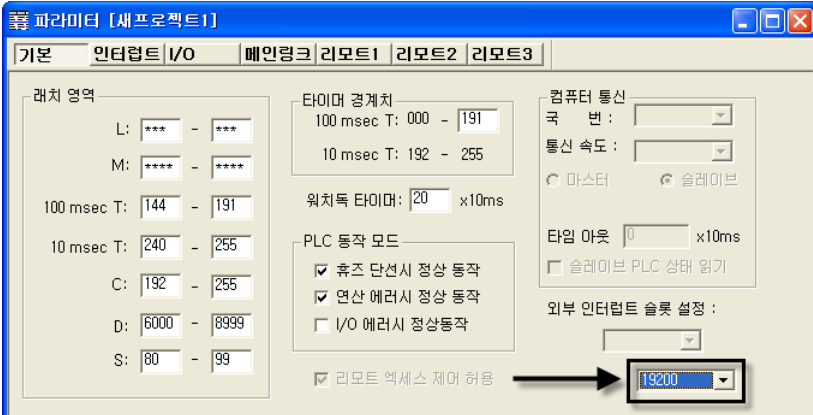 파라미터 [새프로젝트1]
기본 인터럽트 I/O 메인링크 리모트1 리모트2 리모트3
래치 영역
L: *** - ***
M: **** - ****
100 msec T: 144 - 191
10 msec T: 240 - 255
C: 192 - 255
D: 6000 - 8999
S: 80 - 99
타이머 경계치
100 msec T: 000 - 191
10 msec T: 192 - 255
워치독 타이머: 20 x10ms
PLC 동작 모드
휴즈 단선시 정상 동작
연산 에러시 정상 동작
I/O 에러시 정상동작
리모트 엑세스 제어 허용
컴퓨터 통신
국 번 :
통신 속도 :
마스터 슬레이브
타임 아웃 0 x10ms
슬레이브 PLC 상태 읽기
외부 인터럽트 슬롯 설정 :
19200